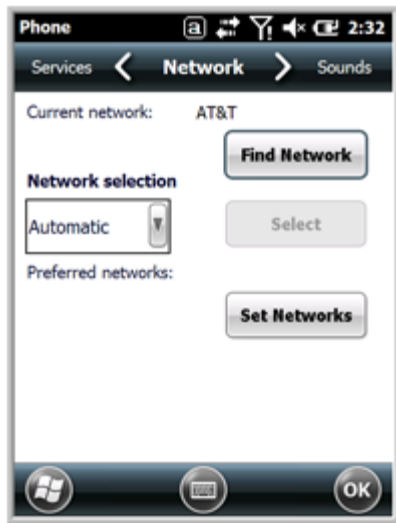 Phone a 2:32
Services Network Sounds
Current network: AT&T
Find Network
Network selection
Automatic Select
Preferred networks:
Set Networks
OK